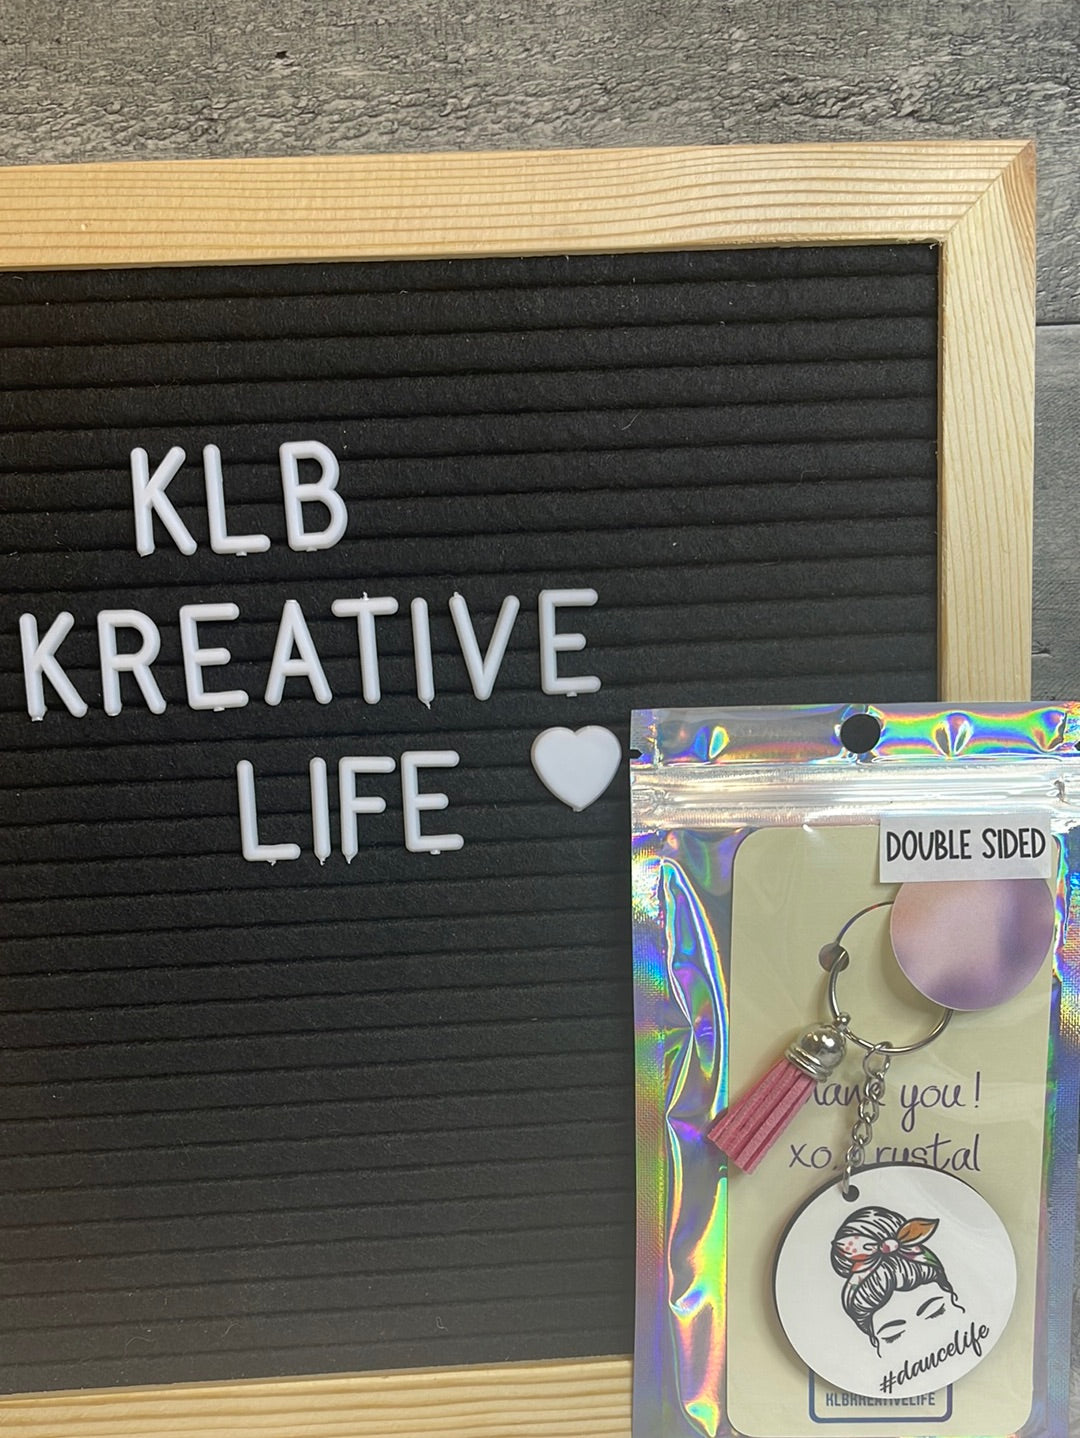 KLB
KREATIVE
LIFE
DOUBLE SIDED
you!
xo,
#dancelife
KLBKREATIVELIFE